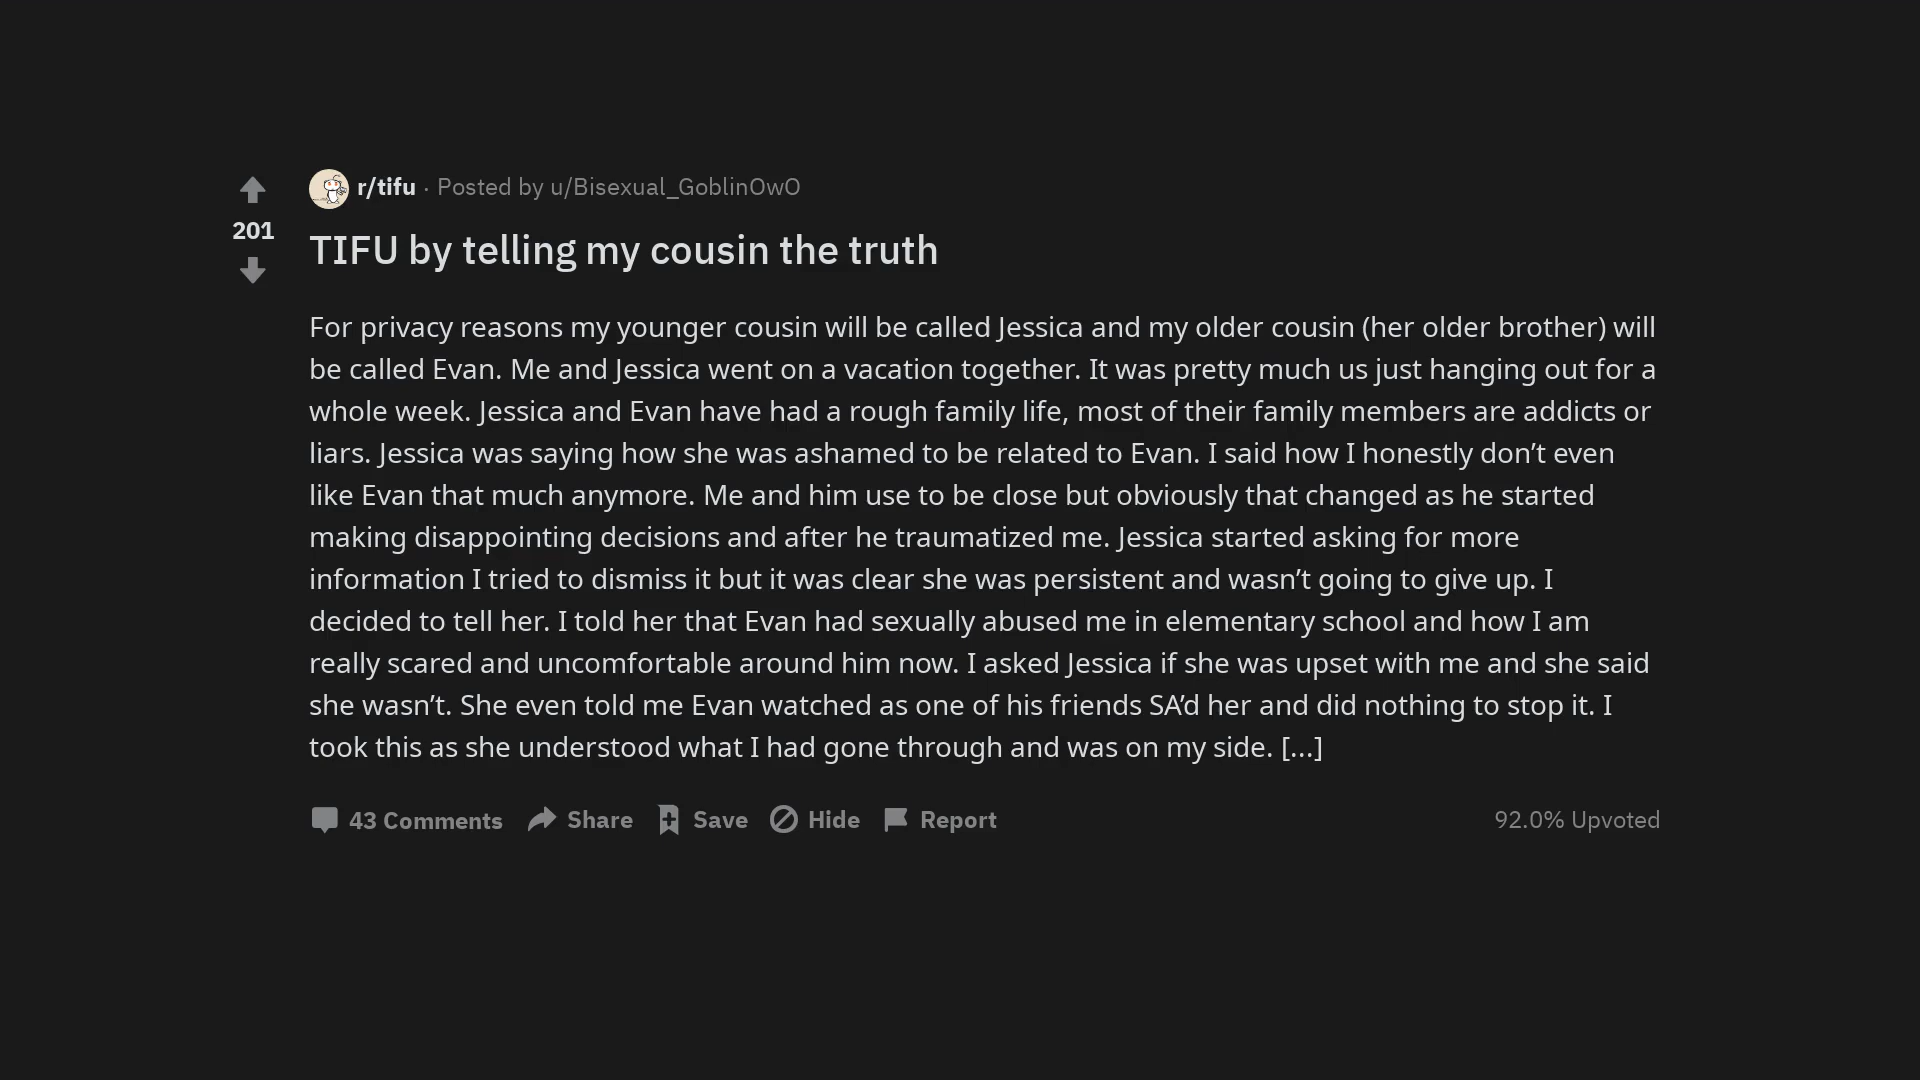 r/tifu · Posted by u/Bisexual_GoblinOwO
201
TIFU by telling my cousin the truth
For privacy reasons my younger cousin will be called Jessica and my older cousin (her older brother) will
be called Evan. Me and Jessica went on a vacation together. It was pretty much us just hanging out for a
whole week. Jessica and Evan have had a rough family life, most of their family members are addicts or
liars. Jessica was saying how she was ashamed to be related to Evan. I said how I honestly don’t even
like Evan that much anymore. Me and him use to be close but obviously that changed as he started
making disappointing decisions and after he traumatized me. Jessica started asking for more
information I tried to dismiss it but it was clear she was persistent and wasn’t going to give up. I
decided to tell her. I told her that Evan had sexually abused me in elementary school and how I am
really scared and uncomfortable around him now. I asked Jessica if she was upset with me and she said
she wasn’t. She even told me Evan watched as one of his friends SA’d her and did nothing to stop it. I
took this as she understood what I had gone through and was on my side. [...]
43 Comments Share Save Hide Report 92.0% Upvoted